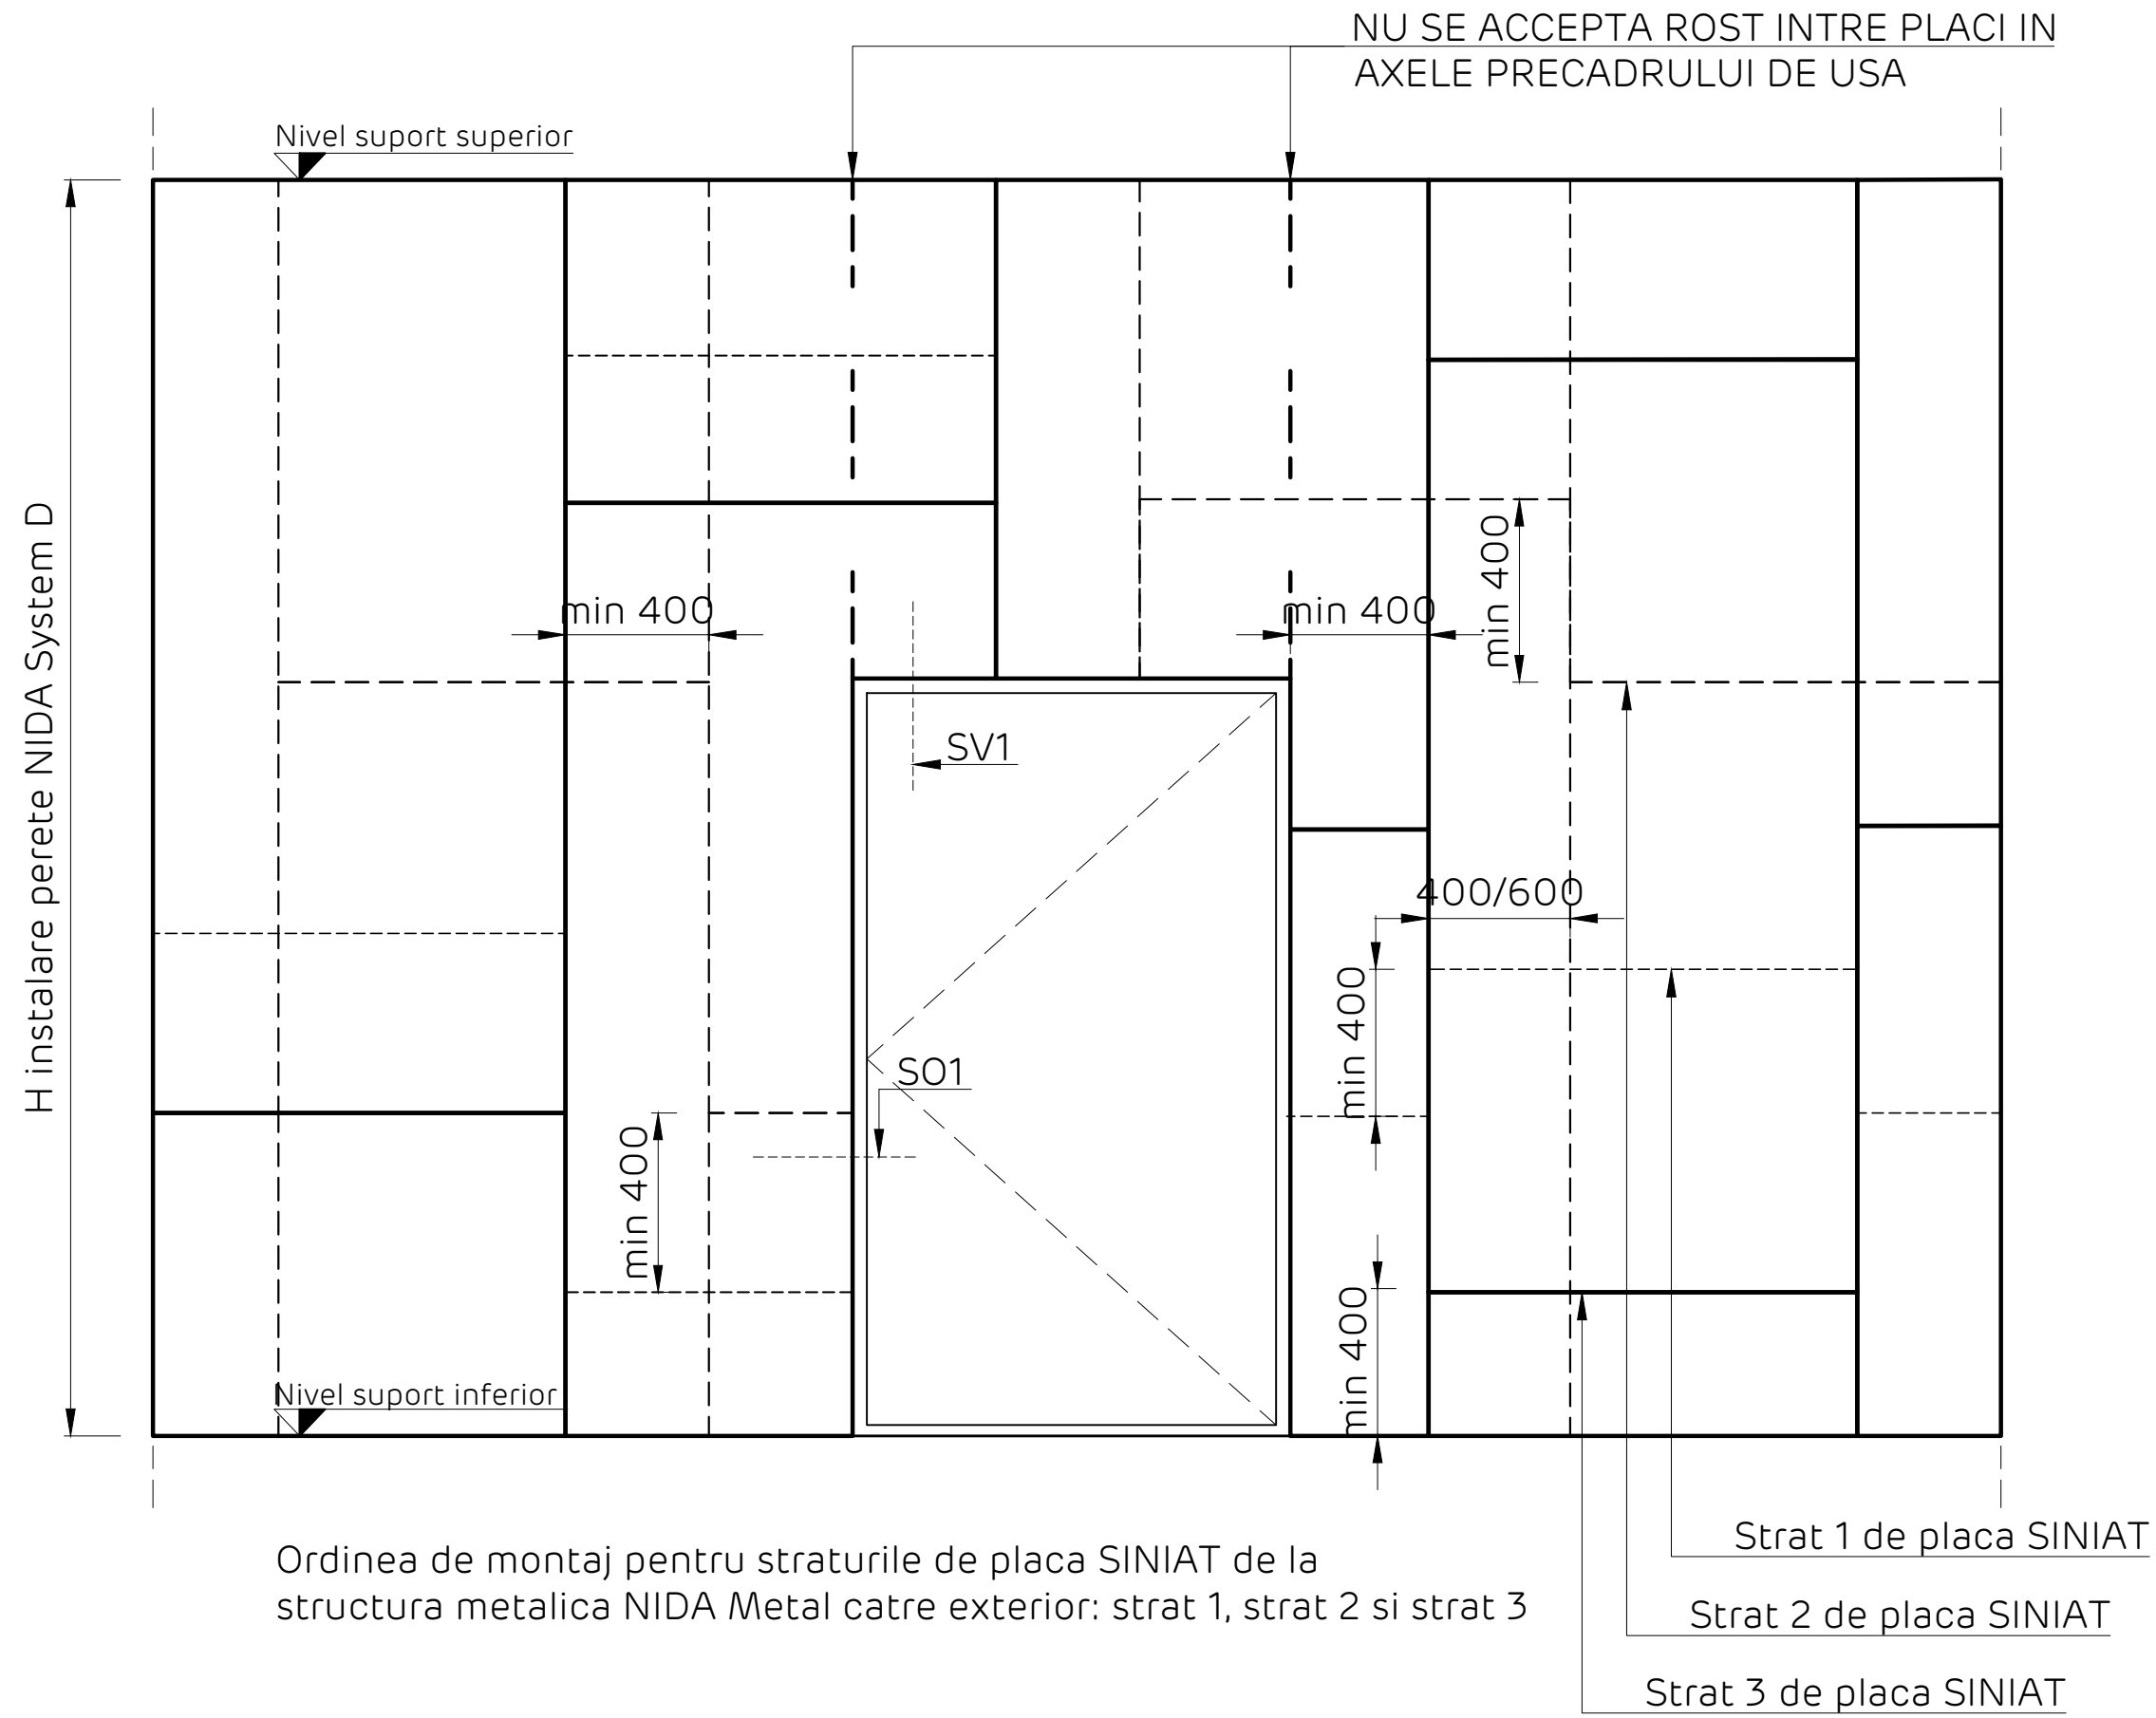 NU SE ACCEPTA ROST INTRE PLACI IN
AXELE PRECADRULUI DE USA
Nivel suport superior
H instalare perete NIDA System D
min 400
min 400
min 400
SV1
400/600
min 400
SO1
min 400
min 400
Nivel suport inferior
Strat 1 de placa SINIAT
Ordinea de montaj pentru straturile de placa SINIAT de la
structura metalica NIDA Metal catre exterior: strat 1, strat 2 si strat 3
Strat 2 de placa SINIAT
Strat 3 de placa SINIAT